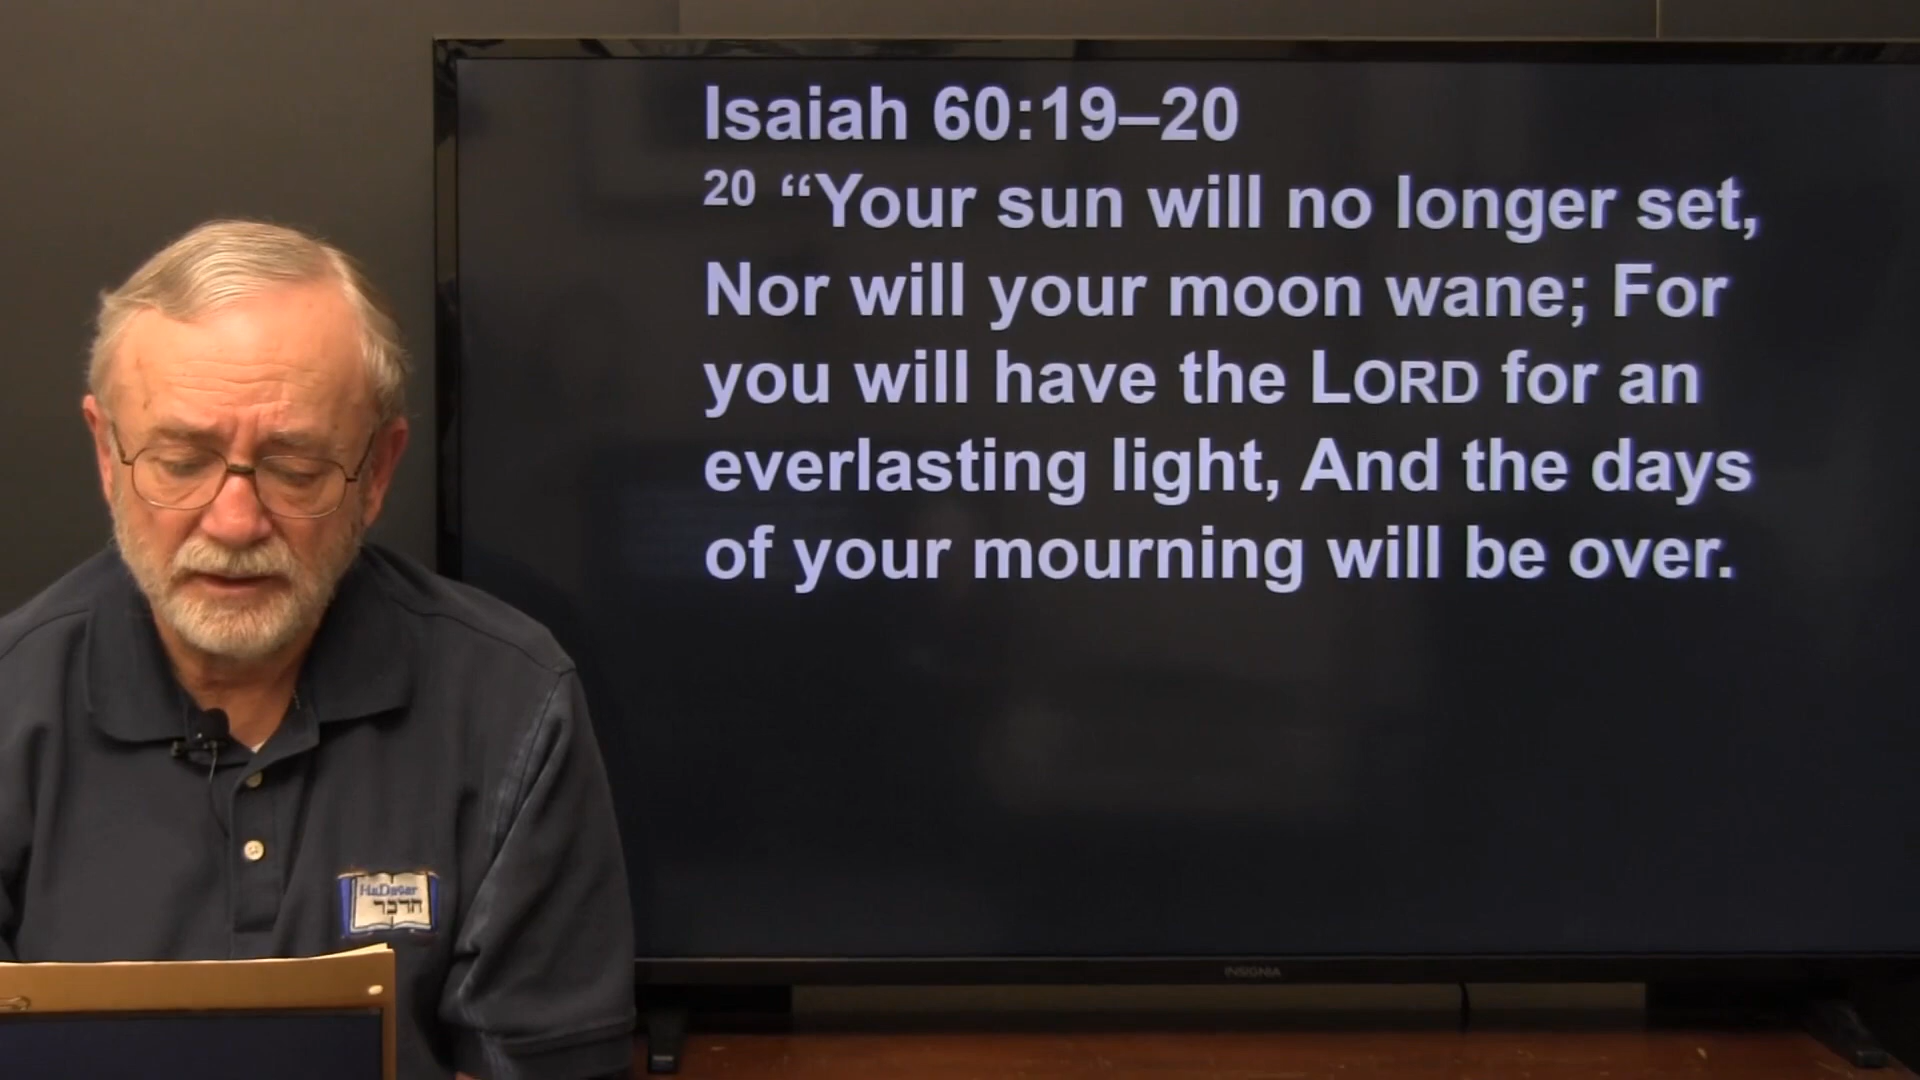 Isaiah 60:19–20
20 “Your sun will no longer set,
Nor will your moon wane; For
you will have the LORD for an
everlasting light, And the days
of your mourning will be over.
HaDavar
הדבר
INSIGNIA